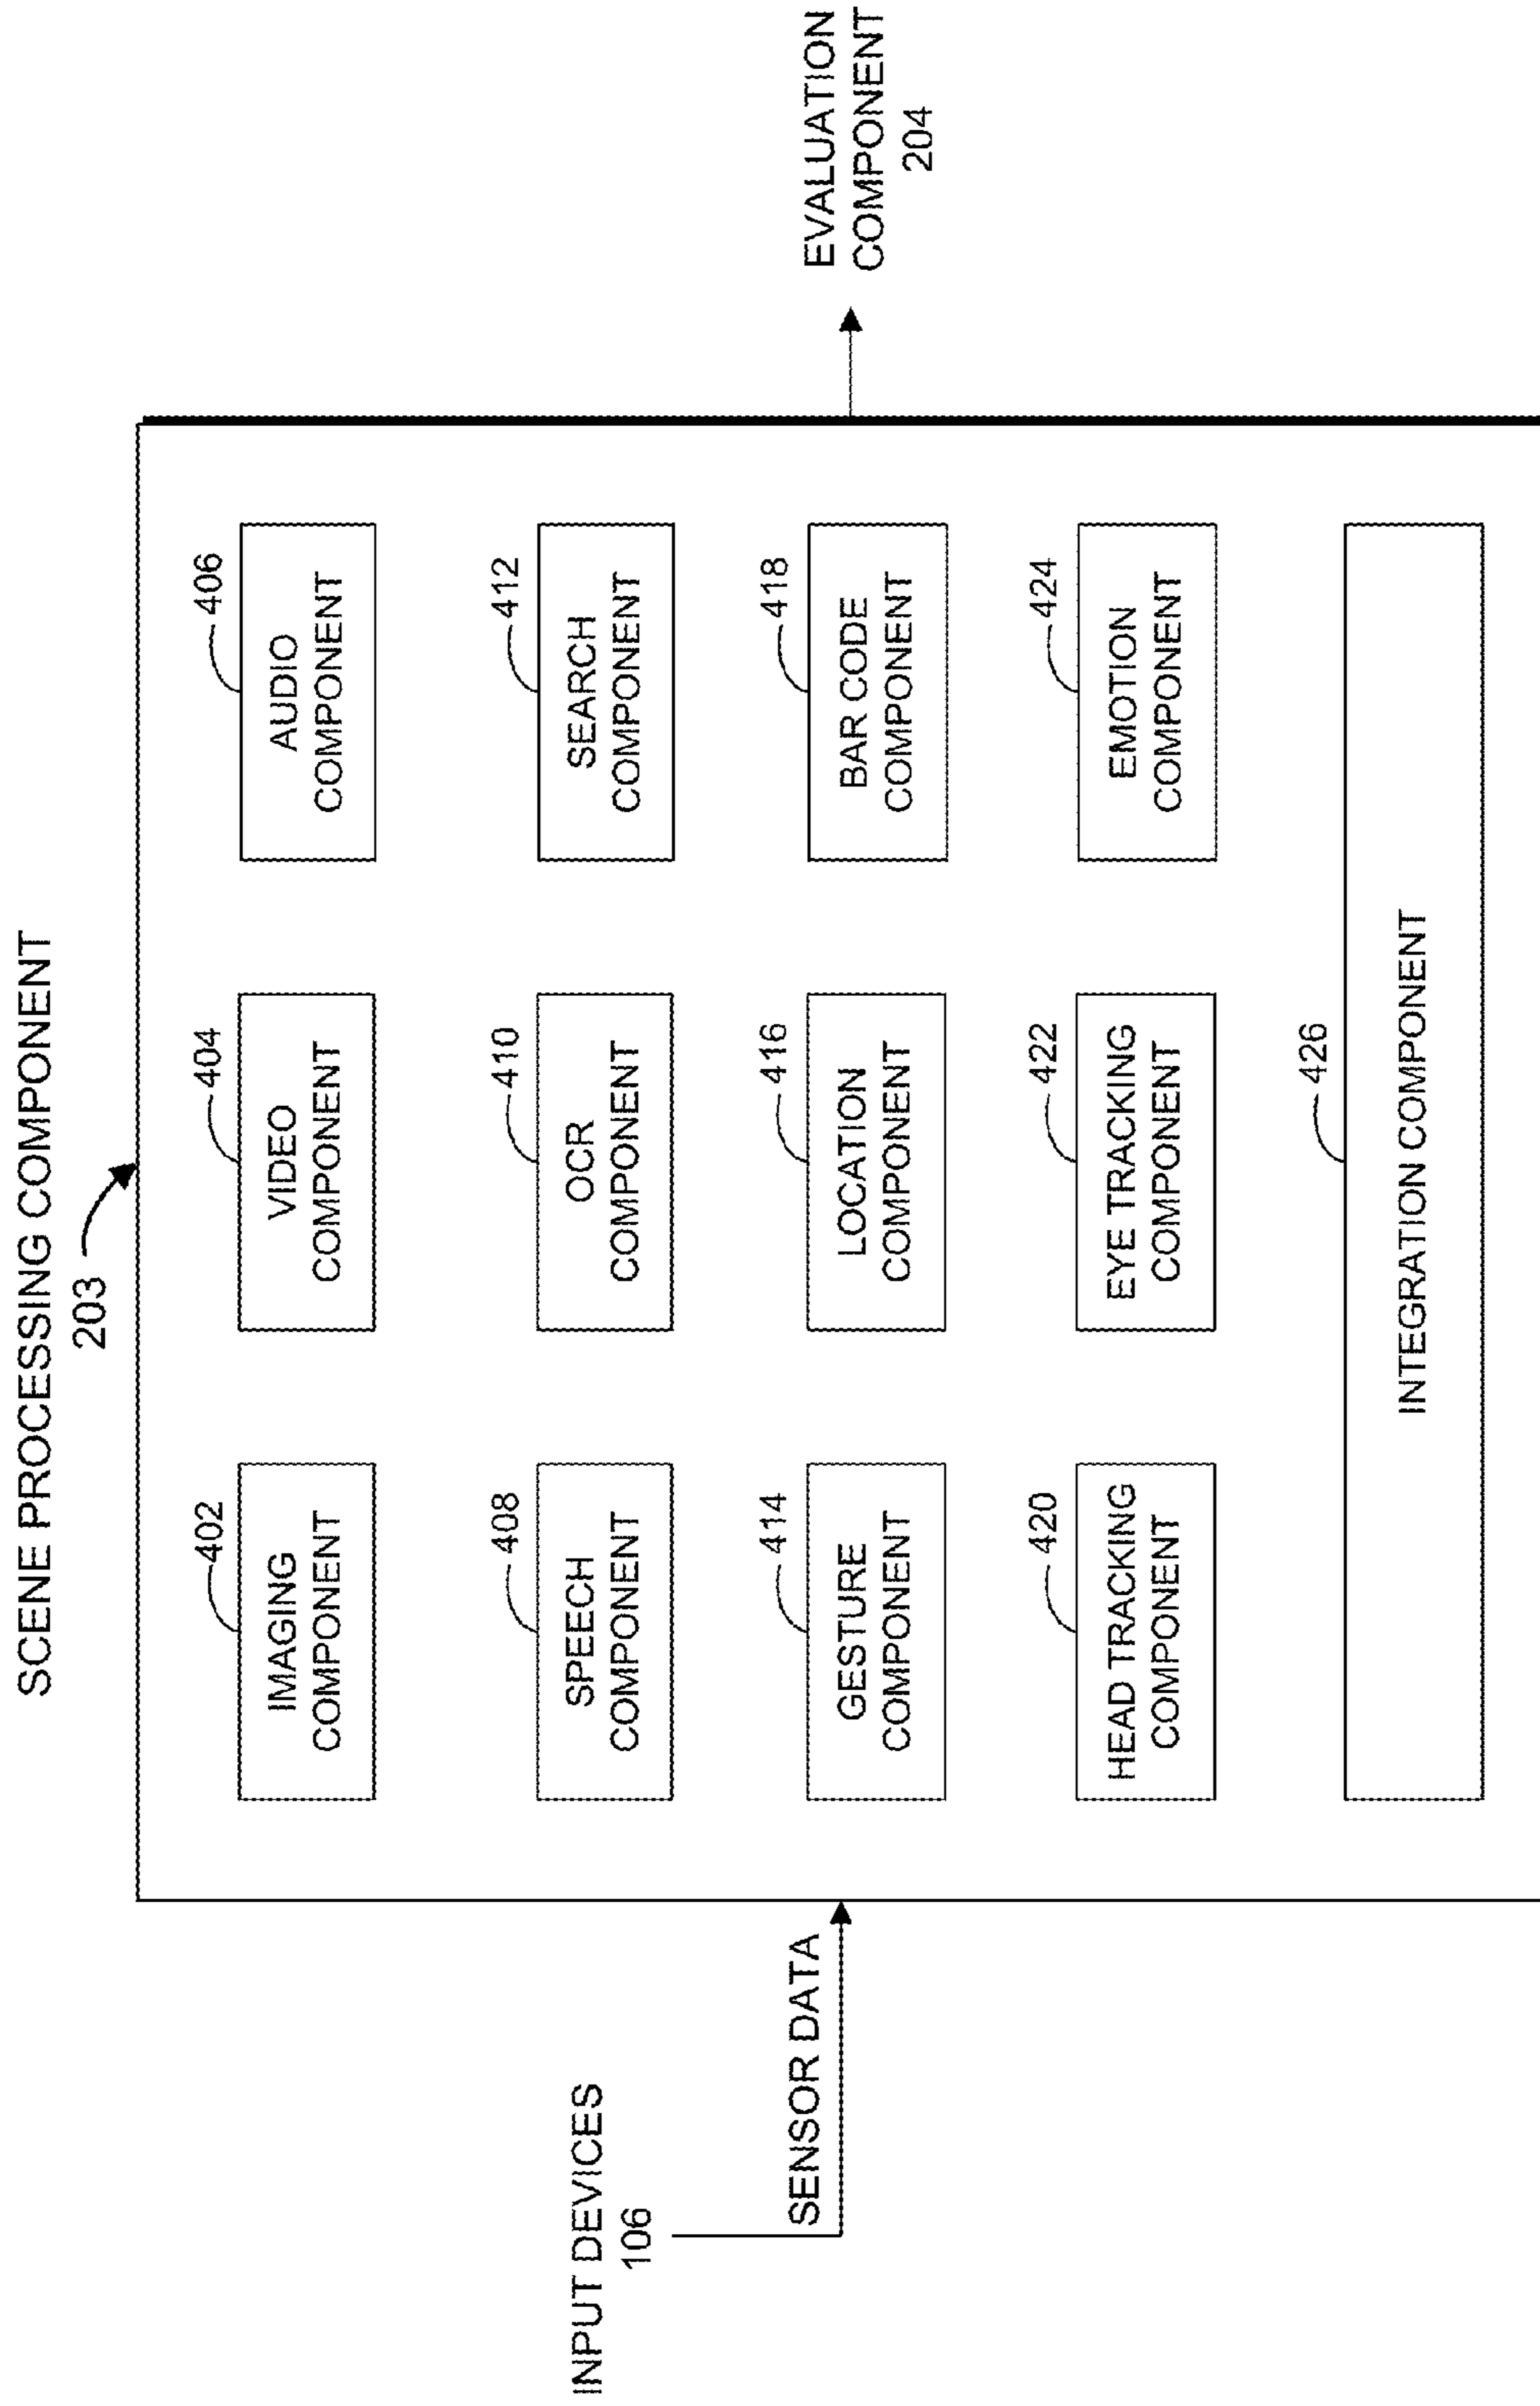 SCENE PROCESSING COMPONENT
203
402
IMAGING
COMPONENT
404
VIDEO
COMPONENT
406
AUDIO
COMPONENT
408
SPEECH
COMPONENT
410
OCR
COMPONENT
412
SEARCH
COMPONENT
INPUT DEVICES
106
SENSOR DATA
414
GESTURE
COMPONENT
416
LOCATION
COMPONENT
418
BAR CODE
COMPONENT
EVALUATION
COMPONENT
204
420
HEAD TRACKING
COMPONENT
422
EYE TRACKING
COMPONENT
424
EMOTION
COMPONENT
426
INTEGRATION COMPONENT